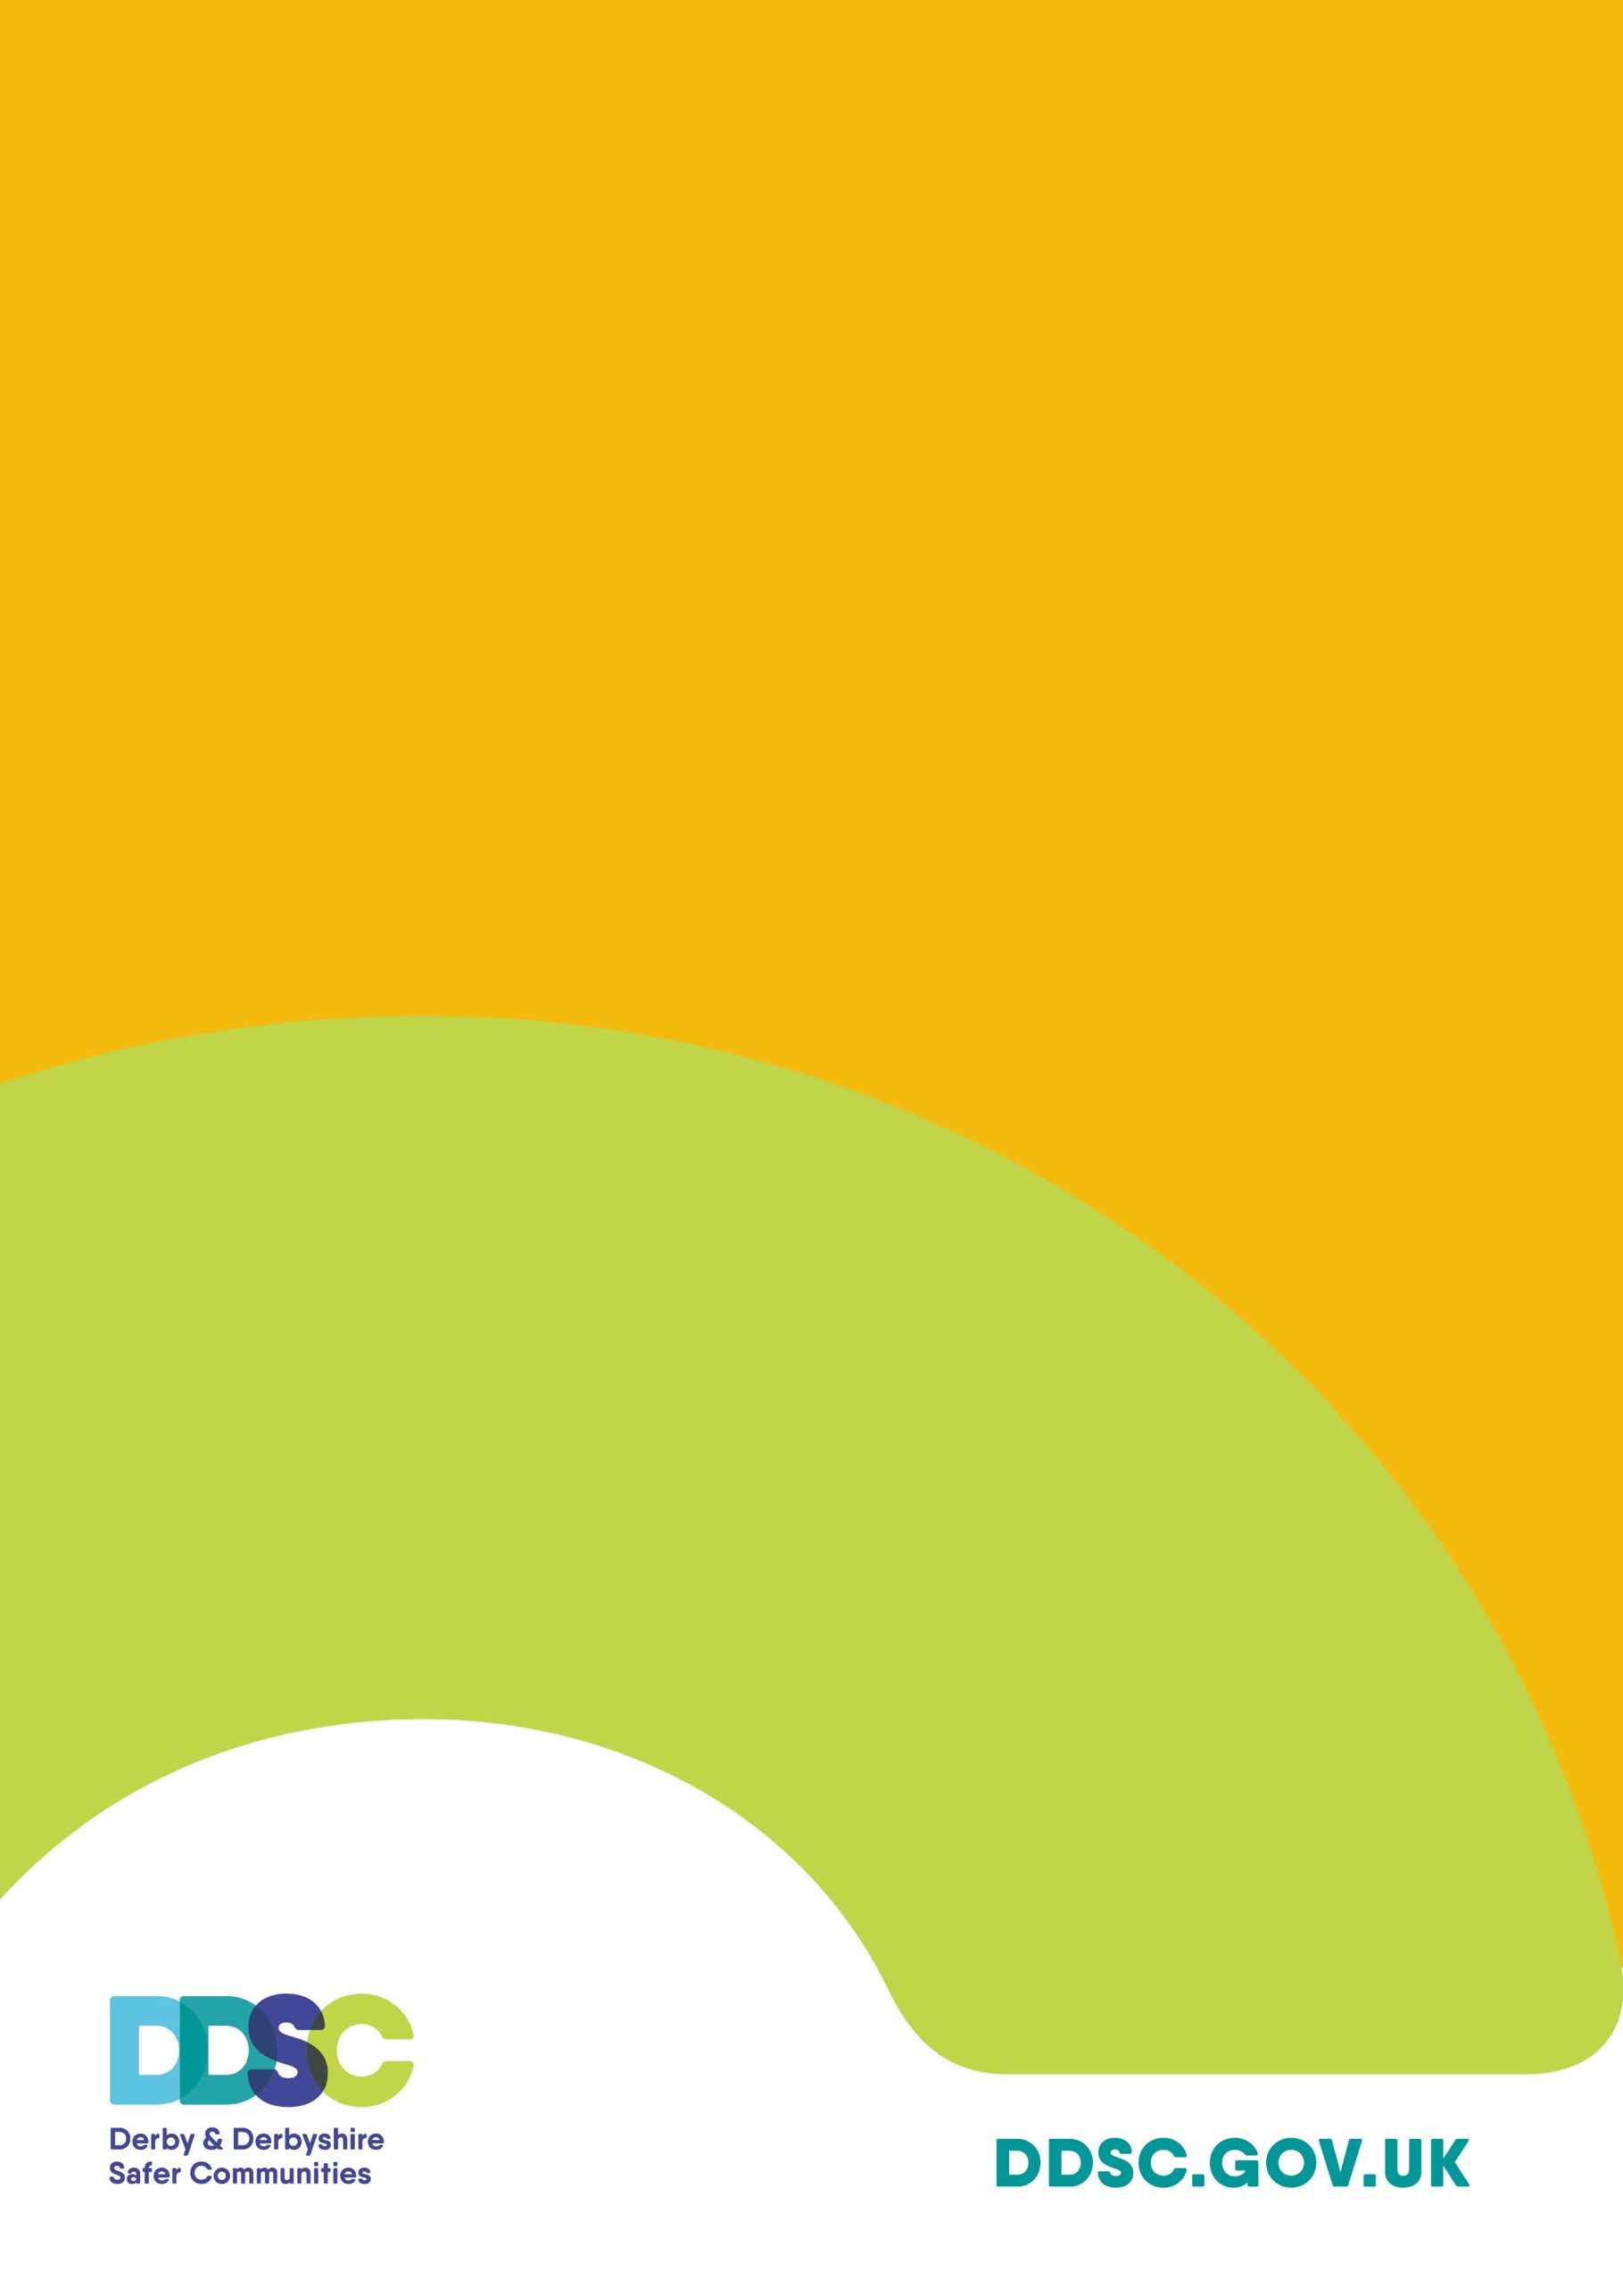 DDSC
Derby & Derbyshire
Safer Communities
DDSC.GOV.UK